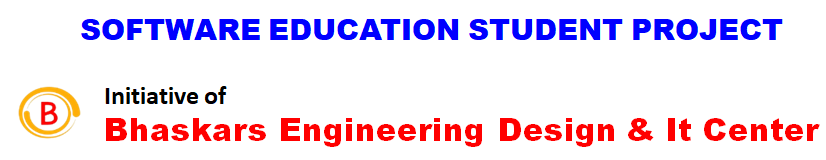 SOFTWARE EDUCATION STUDENT PROJECT
B
Initiative of
Bhaskars Engineering Design & It Center